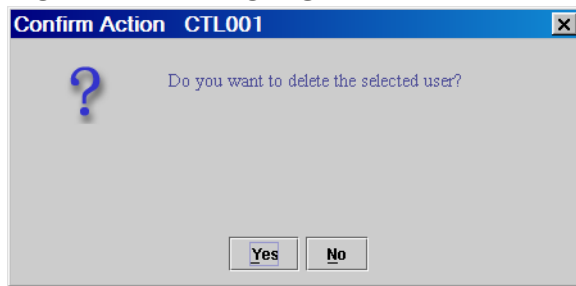 Confirm Action CTL001
Do you want to delete the selected user?
Yes No